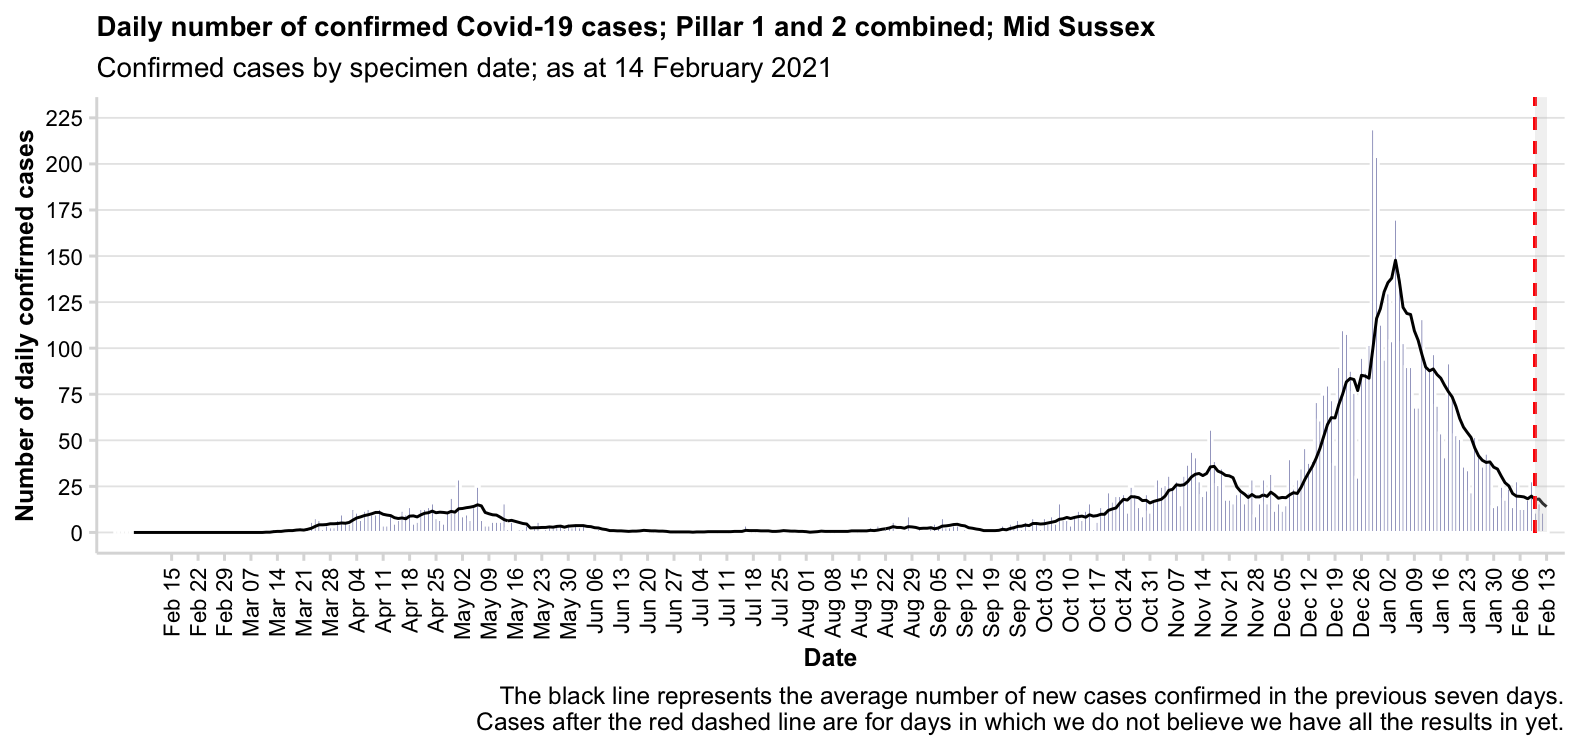 Daily number of confirmed Covid-19 cases; Pillar 1 and 2 combined; Mid Sussex
Confirmed cases by specimen date; as at 14 February 2021
Number of daily confirmed cases
225
200
175
150
125
100
75
50
25
0
Feb 15
Feb 22
Feb 29
Mar 07
Mar 14
Mar 21
Mar 28
Apr 04
Apr 11
Apr 18
Apr 25
May 02
May 09
May 16
May 23
May 30
Jun 06
Jun 13
Jun 20
Jun 27
Jul 04
Jul 11
Jul 18
Jul 25
Aug 01
Aug 08
Aug 15
Aug 22
Aug 29
Sep 05
Sep 12
Sep 19
Sep 26
Oct 03
Oct 10
Oct 17
Oct 24
Oct 31
Nov 07
Nov 14
Nov 21
Nov 28
Dec 05
Dec 12
Dec 19
Dec 26
Jan 02
Jan 09
Jan 16
Jan 23
Jan 30
Feb 06
Feb 13
Date
The black line represents the average number of new cases confirmed in the previous seven days.
Cases after the red dashed line are for days in which we do not believe we have all the results in yet.